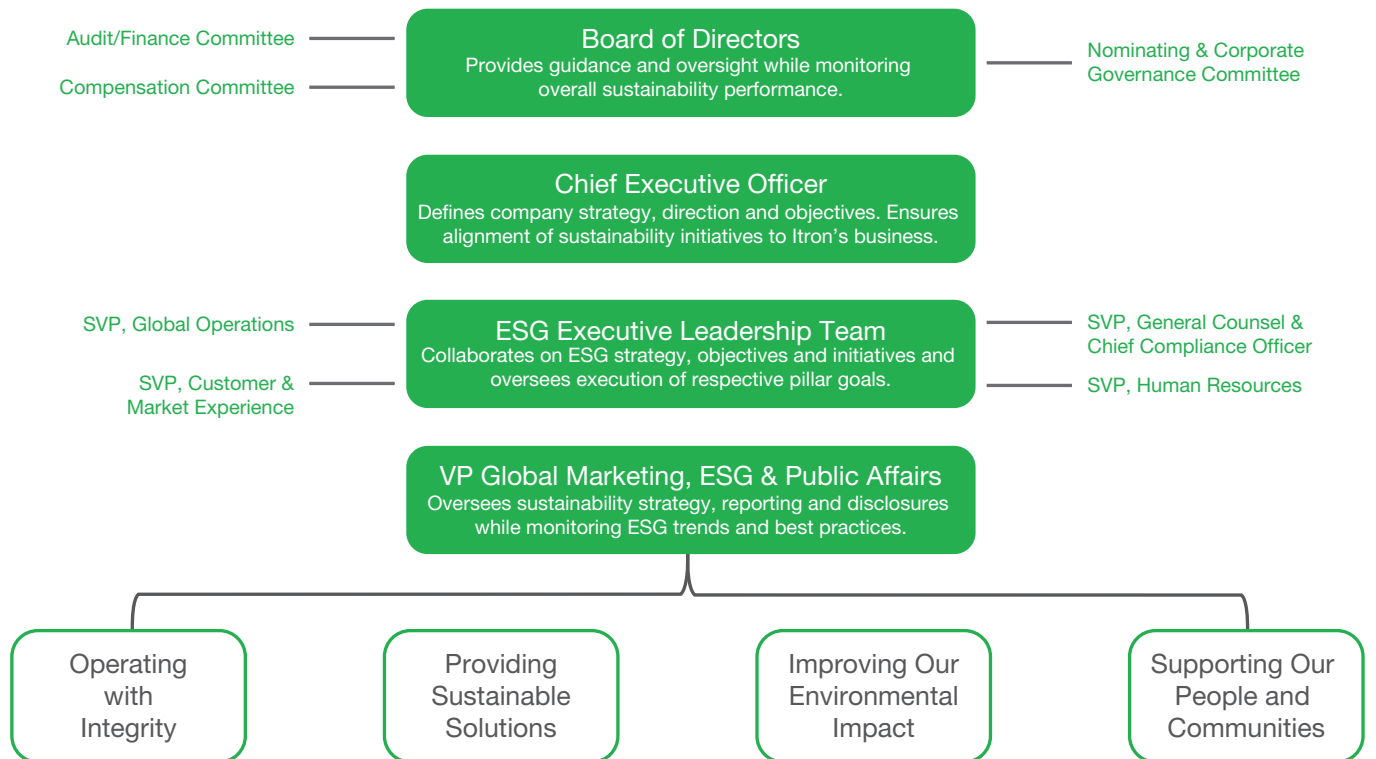 Audit/Finance Committee
Compensation Committee
Board of Directors
Provides guidance and oversight while monitoring
overall sustainability performance.
Nominating & Corporate
Governance Committee
Chief Executive Officer
Defines company strategy, direction and objectives. Ensures
alignment of sustainability initiatives to Itron’s business.
SVP, Global Operations
SVP, Customer &
Market Experience
ESG Executive Leadership Team
Collaborates on ESG strategy, objectives and initiatives and
oversees execution of respective pillar goals.
SVP, General Counsel &
Chief Compliance Officer
SVP, Human Resources
VP Global Marketing, ESG & Public Affairs
Oversees sustainability strategy, reporting and disclosures
while monitoring ESG trends and best practices.
Operating
with
Integrity
Providing
Sustainable
Solutions
Improving Our
Environmental
Impact
Supporting Our
People and
Communities